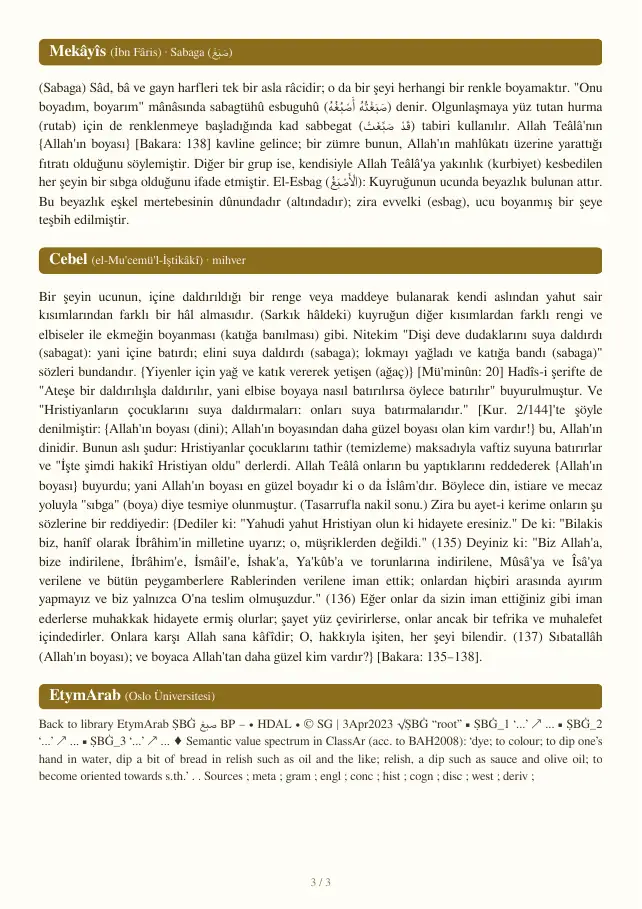 Mekâyîs (İbn Fâris) · Sabaga (صَبَغَ)
(Sabaga) Sâd, bâ ve gayn harfleri tek bir asla râcidir; o da bir şeyi herhangi bir renkle boyamaktır. "Onu
boyadım, boyarım" mânâsında sabagtühû esbuguhû (صَبَغْتُهُ أَصْبُغُهُ) denir. Olgunlaşmaya yüz tutan hurma
(rutab) için de renklenmeye başladığında kad sabbegat (قَدْ صَبَّغَتْ) tabiri kullanılır. Allah Teâlâ'nın
{Allah'ın boyası} [Bakara: 138] kavline gelince; bir zümre bunun, Allah'ın mahlûkatı üzerine yarattığı
fıtratı olduğunu söylemiştir. Diğer bir grup ise, kendisiyle Allah Teâlâ'ya yakınlık (kurbiyet) kesbedilen
her şeyin bir sıbga olduğunu ifade etmiştir. El-Esbag (الْأَصْبَغُ): Kuyruğunun ucunda beyazlık bulunan attır.
Bu beyazlık eşkel mertebesinin dûnundadır (altındadır); zira evvelki (esbag), ucu boyanmış bir şeye
teşbih edilmiştir.
Cebel (el-Mu'cemü'l-İştikâkî) · mihver
Bir şeyin ucunun, içine daldırıldığı bir renge veya maddeye bulanarak kendi aslından yahut sair
kısımlarından farklı bir hâl almasıdır. (Sarkık hâldeki) kuyruğun diğer kısımlardan farklı rengi ve
elbiseler ile ekmeğin boyanması (katığa banılması) gibi. Nitekim "Dişi deve dudaklarını suya daldırdı
(sabagat): yani içine batırdı; elini suya daldırdı (sabaga); lokmayı yağladı ve katığa bandı (sabaga)"
sözleri bundandır. {Yiyenler için yağ ve katık vererek yetişen (ağaç)} [Mü'minûn: 20] Hadîs-i şerifte de
"Ateşe bir daldırılışla daldırılır, yani elbise boyaya nasıl batırılırsa öylece batırılır" buyurulmuştur. Ve
"Hristiyanların çocuklarını suya daldırmaları: onları suya batırmalarıdır." [Kur. 2/144]'te şöyle
denilmiştir: {Allah'ın boyası (dini); Allah'ın boyasından daha güzel boyası olan kim vardır!} bu, Allah'ın
dinidir. Bunun aslı şudur: Hristiyanlar çocuklarını tathir (temizleme) maksadıyla vaftiz suyuna batırırlar
ve "İşte şimdi hakikî Hristiyan oldu" derlerdi. Allah Teâlâ onların bu yaptıklarını reddederek {Allah'ın
boyası} buyurdu; yani Allah'ın boyası en güzel boyadır ki o da İslâm'dır. Böylece din, istiare ve mecaz
yoluyla "sıbga" (boya) diye tesmiye olunmuştur. (Tasarrufla nakil sonu.) Zira bu ayet-i kerime onların şu
sözlerine bir reddiyedir: {Dediler ki: "Yahudi yahut Hristiyan olun ki hidayete eresiniz." De ki: "Bilakis
biz, hanîf olarak İbrâhim'in milletine uyarız; o, müşriklerden değildi." (135) Deyiniz ki: "Biz Allah'a,
bize indirilene, İbrâhim'e, İsmâil'e, İshak'a, Ya'kûb'a ve torunlarına indirilene, Mûsâ'ya ve Îsâ'ya
verilene ve bütün peygamberlere Rablerinden verilene iman ettik; onlardan hiçbiri arasında ayırım
yapmayız ve biz yalnızca O'na teslim olmuşuzdur." (136) Eğer onlar da sizin iman ettiğiniz gibi iman
ederlerse muhakkak hidayete ermiş olurlar; şayet yüz çevirirlerse, onlar ancak bir tefrika ve muhalefet
içindedirler. Onlara karşı Allah sana kâfidir; O, hakkıyla işiten, her şeyi bilendir. (137) Sıbatallâh
(Allah'ın boyası); ve boyaca Allah'tan daha güzel kim vardır?} [Bakara: 135–138].
EtymArab (Oslo Üniversitesi)
Back to library EtymArab ṢBĠ صبغ BP – • HDAL • © SG | 3Apr2023 √ṢBĠ “root” ▪ ṢBĠ_1 ‘...’ ↗ ... ▪ ṢBĠ_2
‘...’ ↗ ... ▪ ṢBĠ_3 ‘...’ ↗ ... ♦ Semantic value spectrum in ClassAr (acc. to BAH2008): ‘dye; to colour; to dip one’s
hand in water, dip a bit of bread in relish such as oil and the like; relish, a dip such as sauce and olive oil; to
become oriented towards s.th.’ . . Sources ; meta ; gram ; engl ; conc ; hist ; cogn ; disc ; west ; deriv ;
3 / 3